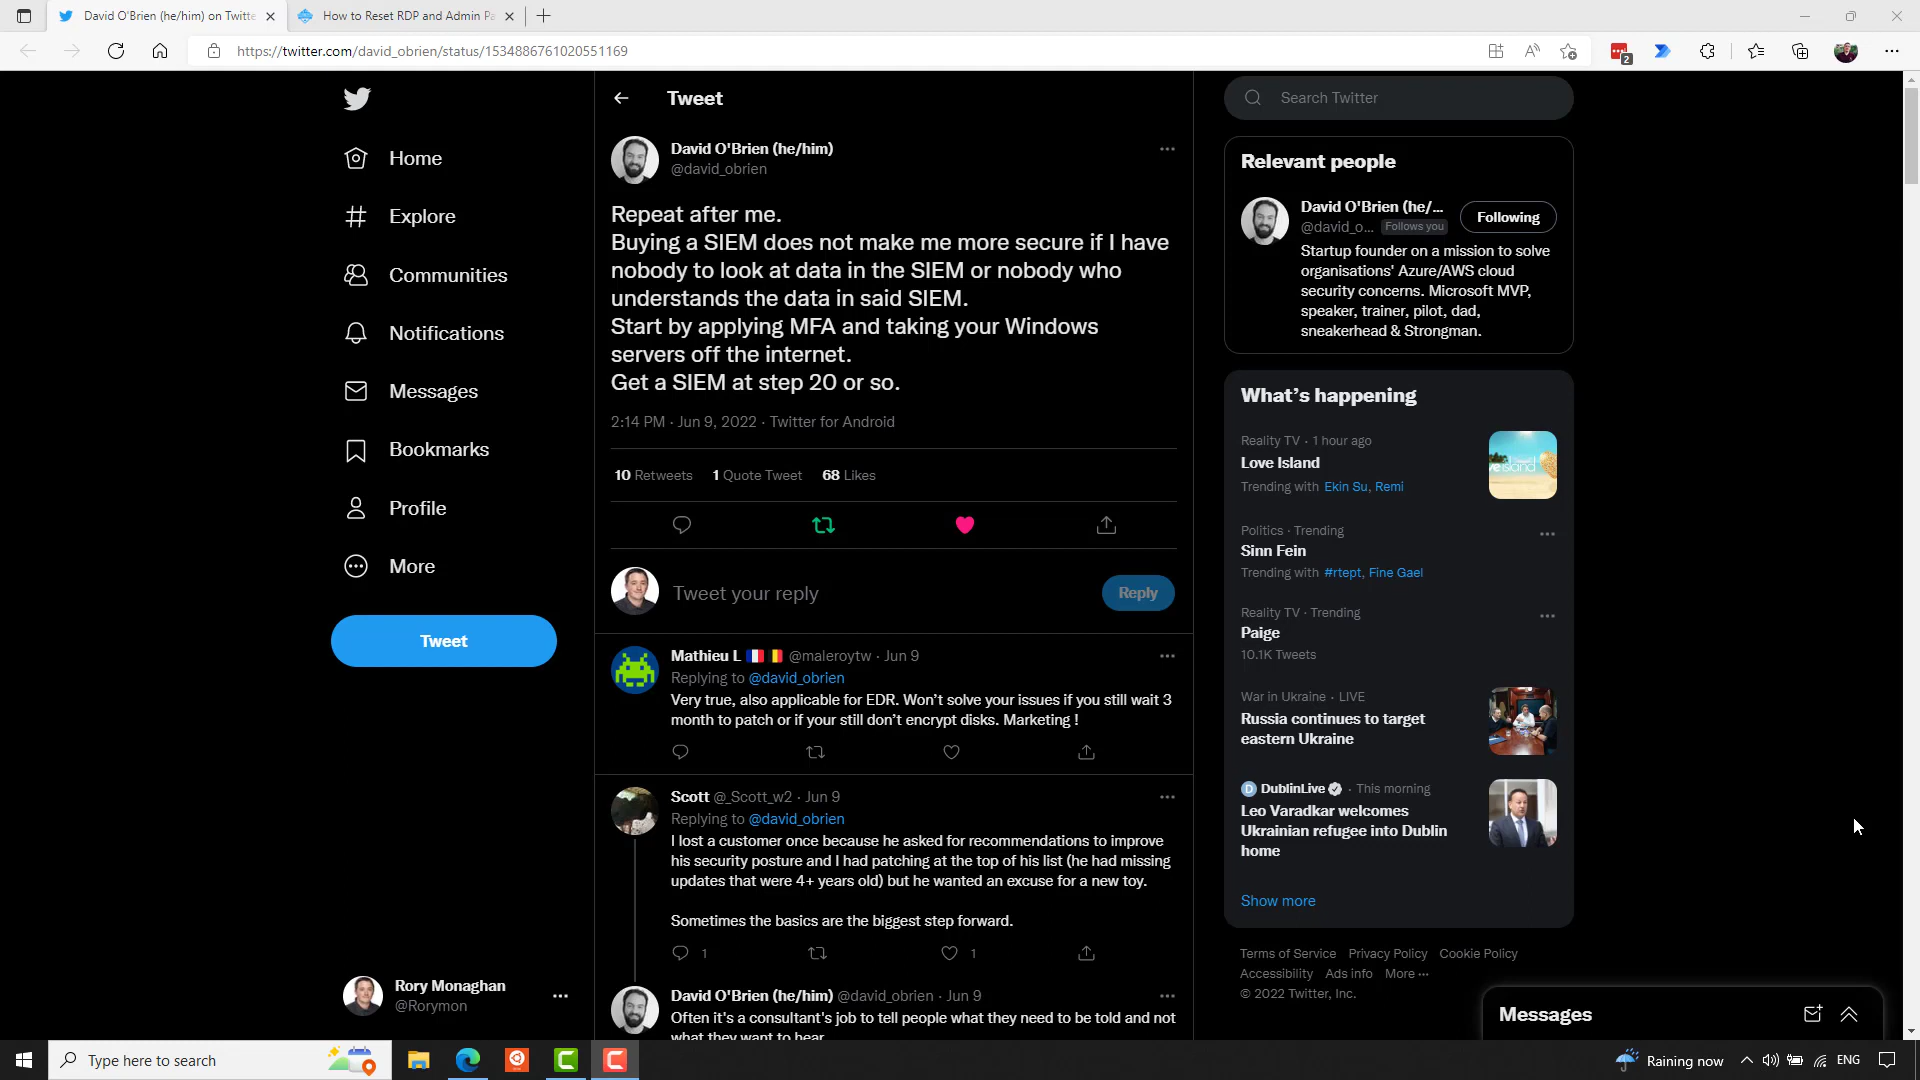 David O'Brien (he/him) on Twitte
How to Reset RDP and Admin Pa
https://twitter.com/david_obrien/status/1534886761020551169
2
Home
Explore
Communities
Notifications
Messages
Bookmarks
Profile
More
Tweet
Rory Monaghan
@Rorymon
Tweet
David O'Brien (he/him)
@david_obrien
Repeat after me.
Buying a SIEM does not make me more secure if I have
nobody to look at data in the SIEM or nobody who
understands the data in said SIEM.
Start by applying MFA and taking your Windows
servers off the internet.
Get a SIEM at step 20 or so.
2:14 PM · Jun 9, 2022 · Twitter for Android
10 Retweets 1 Quote Tweet 68 Likes
Tweet your reply
Reply
Mathieu L @maleroytw · Jun 9
Replying to @david_obrien
Very true, also applicable for EDR. Won't solve your issues if you still wait 3
month to patch or if your still don't encrypt disks. Marketing !
Scott @_Scott_w2 · Jun 9
Replying to @david_obrien
I lost a customer once because he asked for recommendations to improve
his security posture and I had patching at the top of his list (he had missing
updates that were 4+ years old) but he wanted an excuse for a new toy.
Sometimes the basics are the biggest step forward.
1 1
David O'Brien (he/him) @david_obrien · Jun 9
Often it's a consultant's job to tell people what they need to be told and not
what they want to hear
Search Twitter
Relevant people
David O'Brien (he/...
@david_o... Follows you
Following
Startup founder on a mission to solve
organisations' Azure/AWS cloud
security concerns. Microsoft MVP,
speaker, trainer, pilot, dad,
sneakerhead & Strongman.
What's happening
Reality TV · 1 hour ago
Love Island
Trending with Ekin Su, Remi
Politics · Trending
Sinn Fein
Trending with #rtept, Fine Gael
Reality TV · Trending
Paige
10.1K Tweets
War in Ukraine · LIVE
Russia continues to target
eastern Ukraine
D DublinLive · This morning
Leo Varadkar welcomes
Ukrainian refugee into Dublin
home
Show more
Terms of Service Privacy Policy Cookie Policy
Accessibility Ads info More ···
© 2022 Twitter, Inc.
Messages
Type here to search
Raining now
ENG